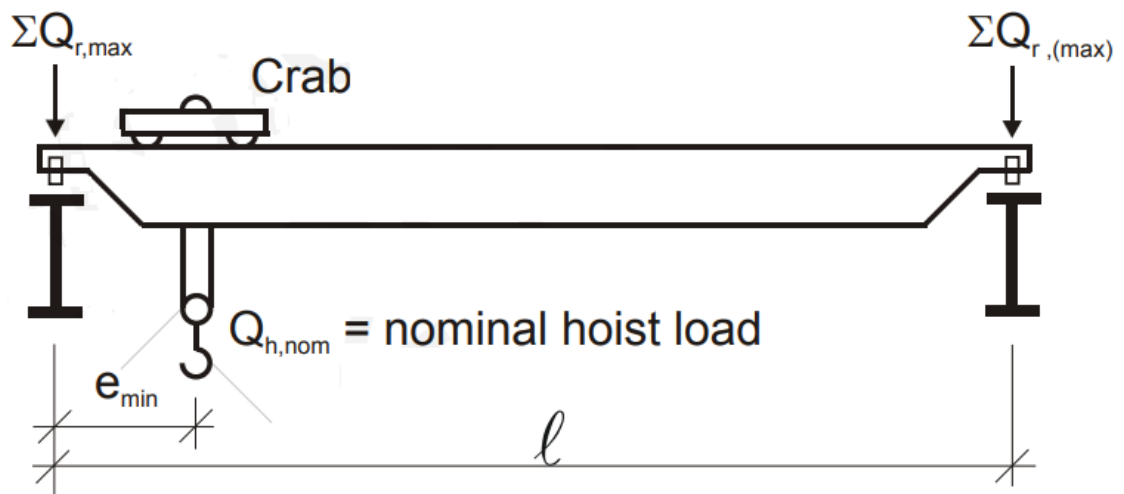 ΣQr,max
ΣQr ,(max)
Crab
Qh,nom = nominal hoist load
emin
ℓ